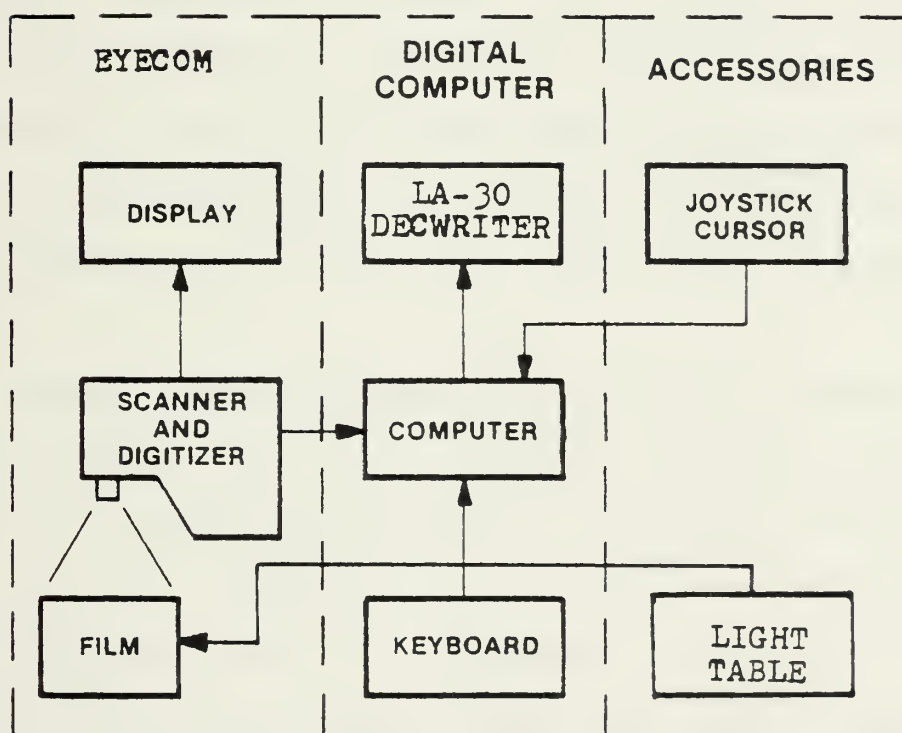 EYECOM
DIGITAL
COMPUTER
ACCESSORIES
DISPLAY
LA-30
DECWRITER
JOYSTICK
CURSOR
SCANNER
AND
DIGITIZER
COMPUTER
FILM
KEYBOARD
LIGHT
TABLE